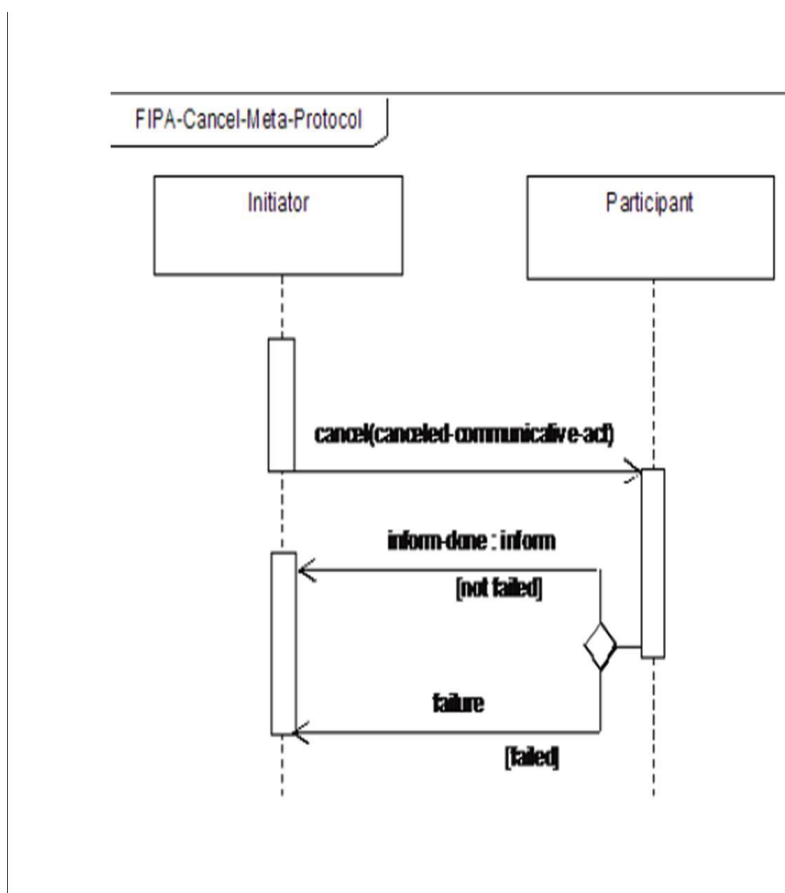 FIPA-Cancel-Meta-Protocol
Initiator
Participant
cancel(canceled-communicative-act)
inform-done : inform
[not failed]
failure
[failed]